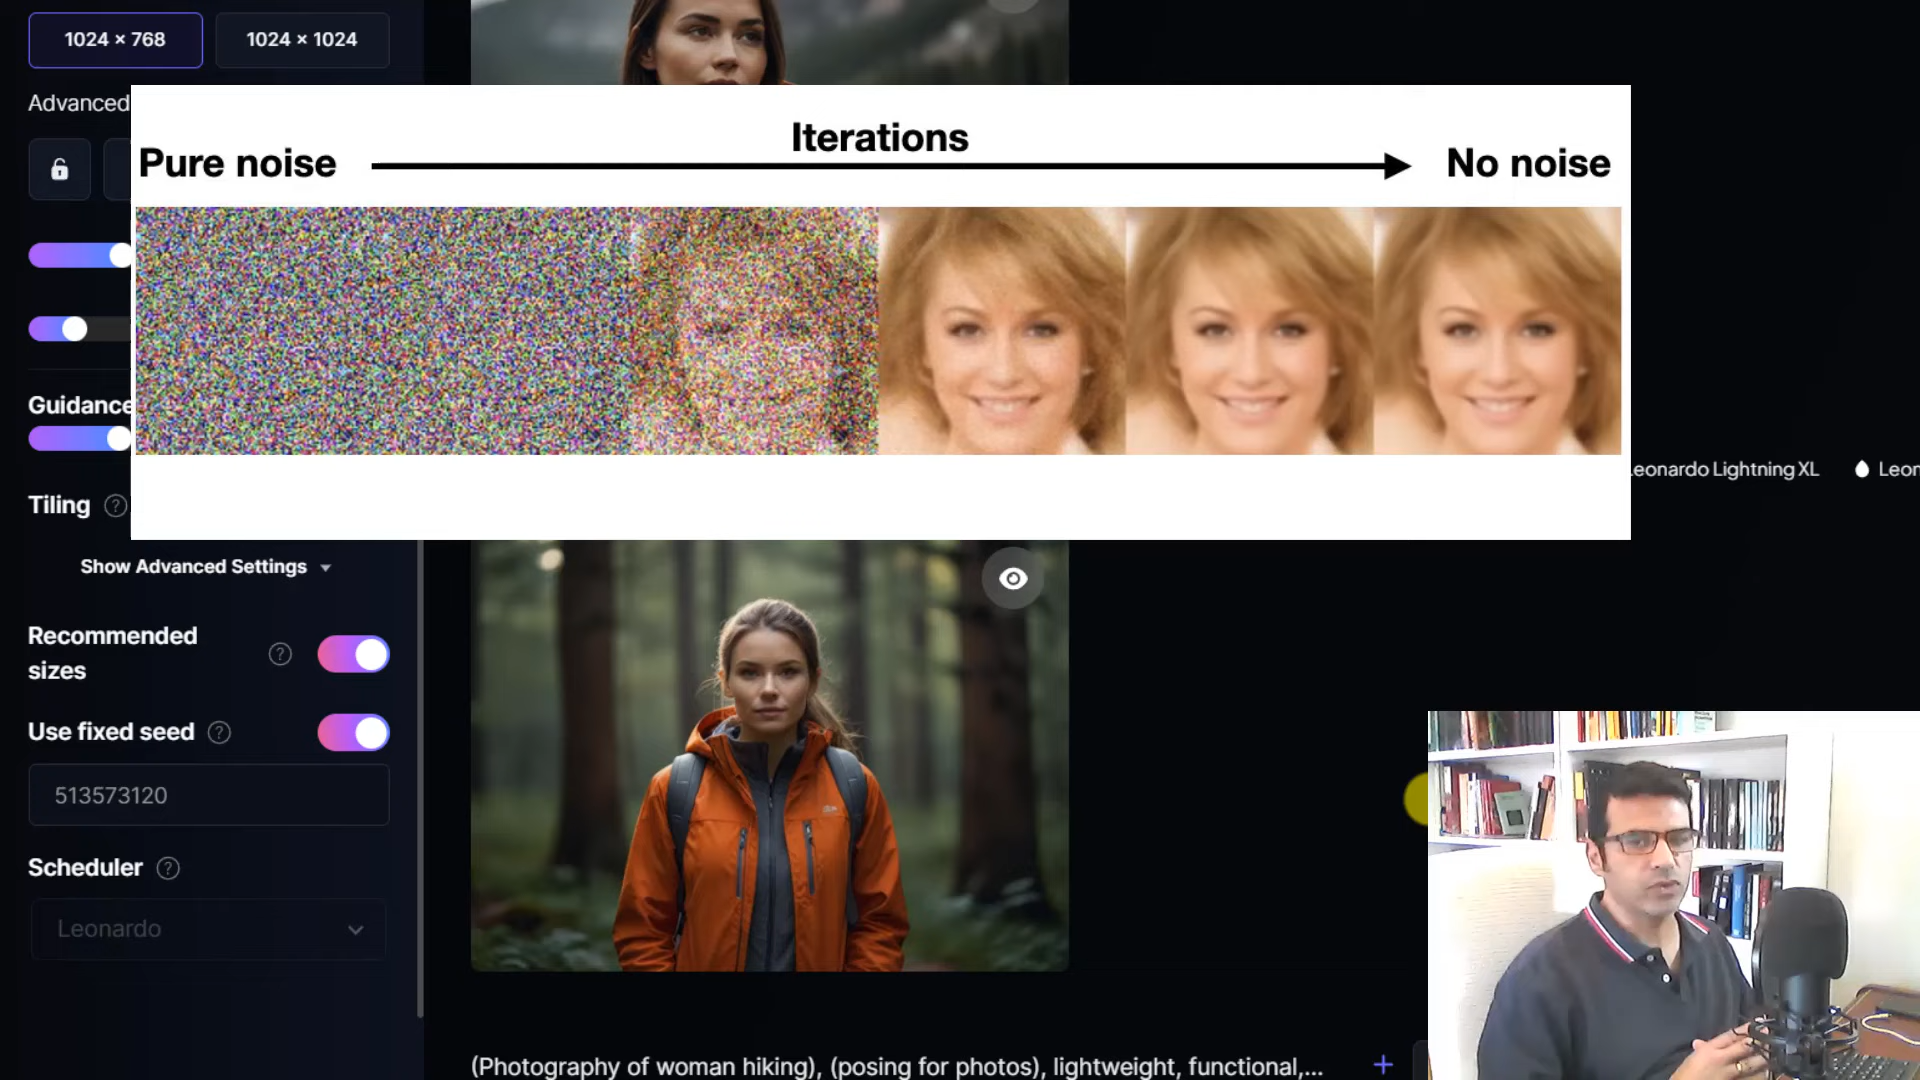 1024 × 768
1024 × 1024
Advanced
Iterations
Pure noise
No noise
Guidance
Tiling
Show Advanced Settings
Recommended
sizes
Use fixed seed
513573120
Scheduler
Leonardo
Leonardo Lightning XL
Leon
(Photography of woman hiking), (posing for photos), lightweight, functional,...